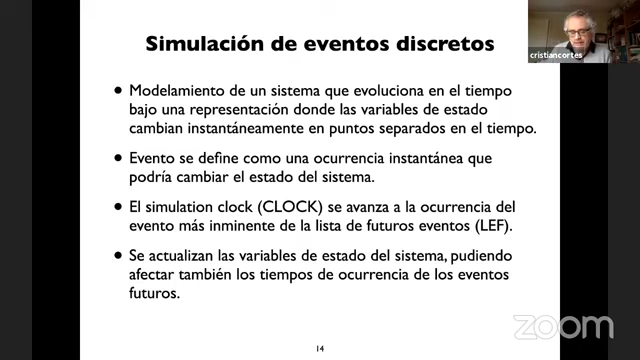 Simulación de eventos discretos
cristiancortes
• Modelamiento de un sistema que evoluciona en el tiempo
bajo una representación donde las variables de estado
cambian instantáneamente en puntos separados en el tiempo.
• Evento se define como una ocurrencia instantánea que
podría cambiar el estado del sistema.
• El simulation clock (CLOCK) se avanza a la ocurrencia del
evento más inminente de la lista de futuros eventos (LEF).
• Se actualizan las variables de estado del sistema, pudiendo
afectar también los tiempos de ocurrencia de los eventos
futuros.
zoom
14